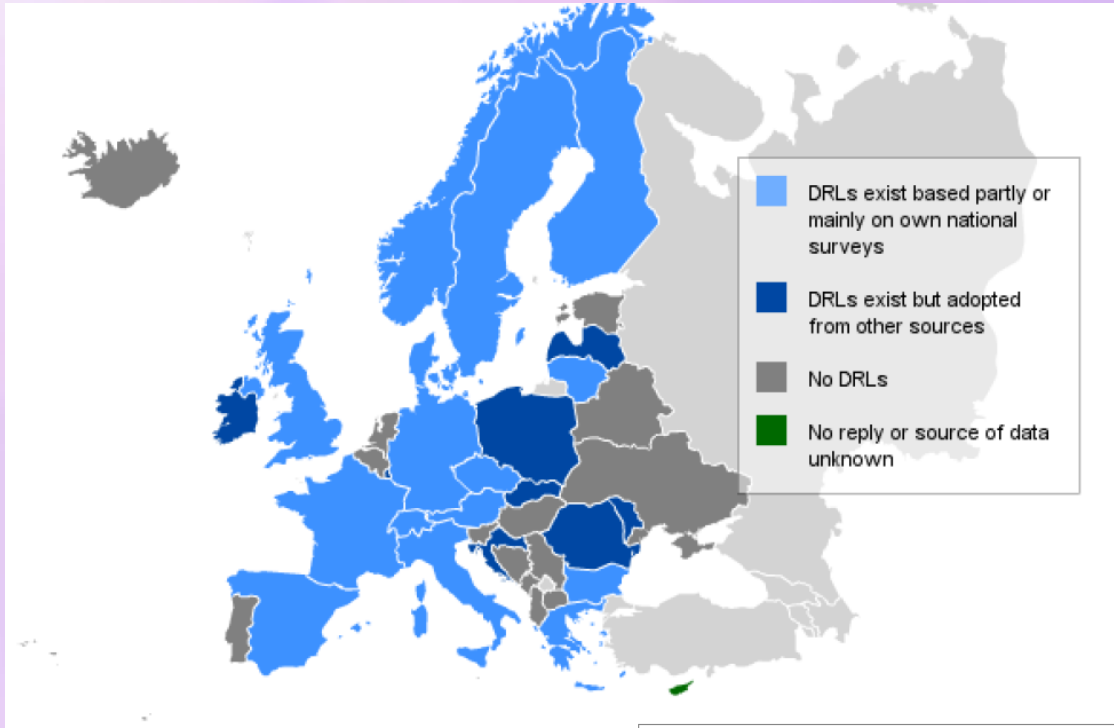 DRLs exist based partly or
mainly on own national
surveys
DRLs exist but adopted
from other sources
No DRLs
No reply or source of data
unknown